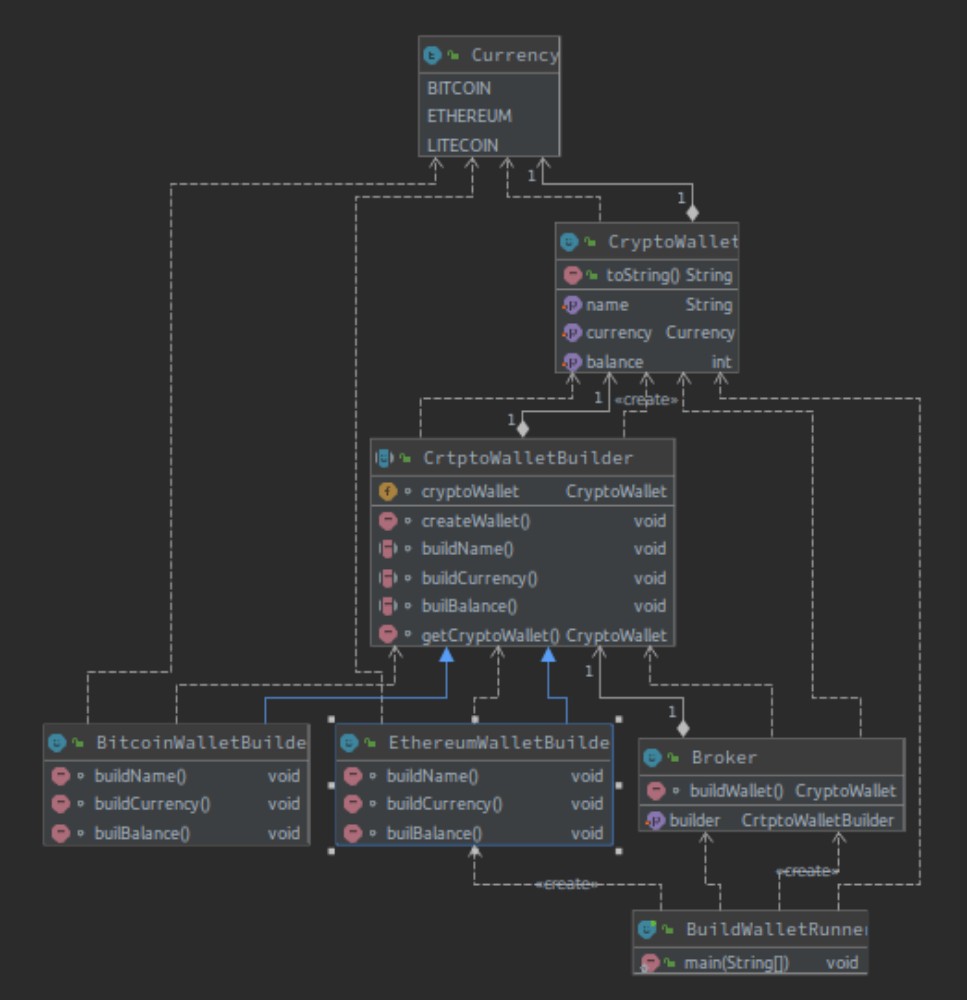 Currency
BITCOIN
ETHEREUM
LITECOIN
1
1
CryptoWallet
toString() String
name String
currency Currency
balance int
1 «create»
1
CrtptoWalletBuilder
cryptoWallet CryptoWallet
createWallet() void
buildName() void
buildCurrency() void
builBalance() void
getCryptoWallet() CryptoWallet
1
1
BitcoinWalletBuilde
buildName() void
buildCurrency() void
builBalance() void
EthereumWalletBuilde
buildName() void
buildCurrency() void
builBalance() void
Broker
buildWallet() CryptoWallet
builder CrtptoWalletBuilder
«create»
«create»
BuildWalletRunner
main(String[]) void